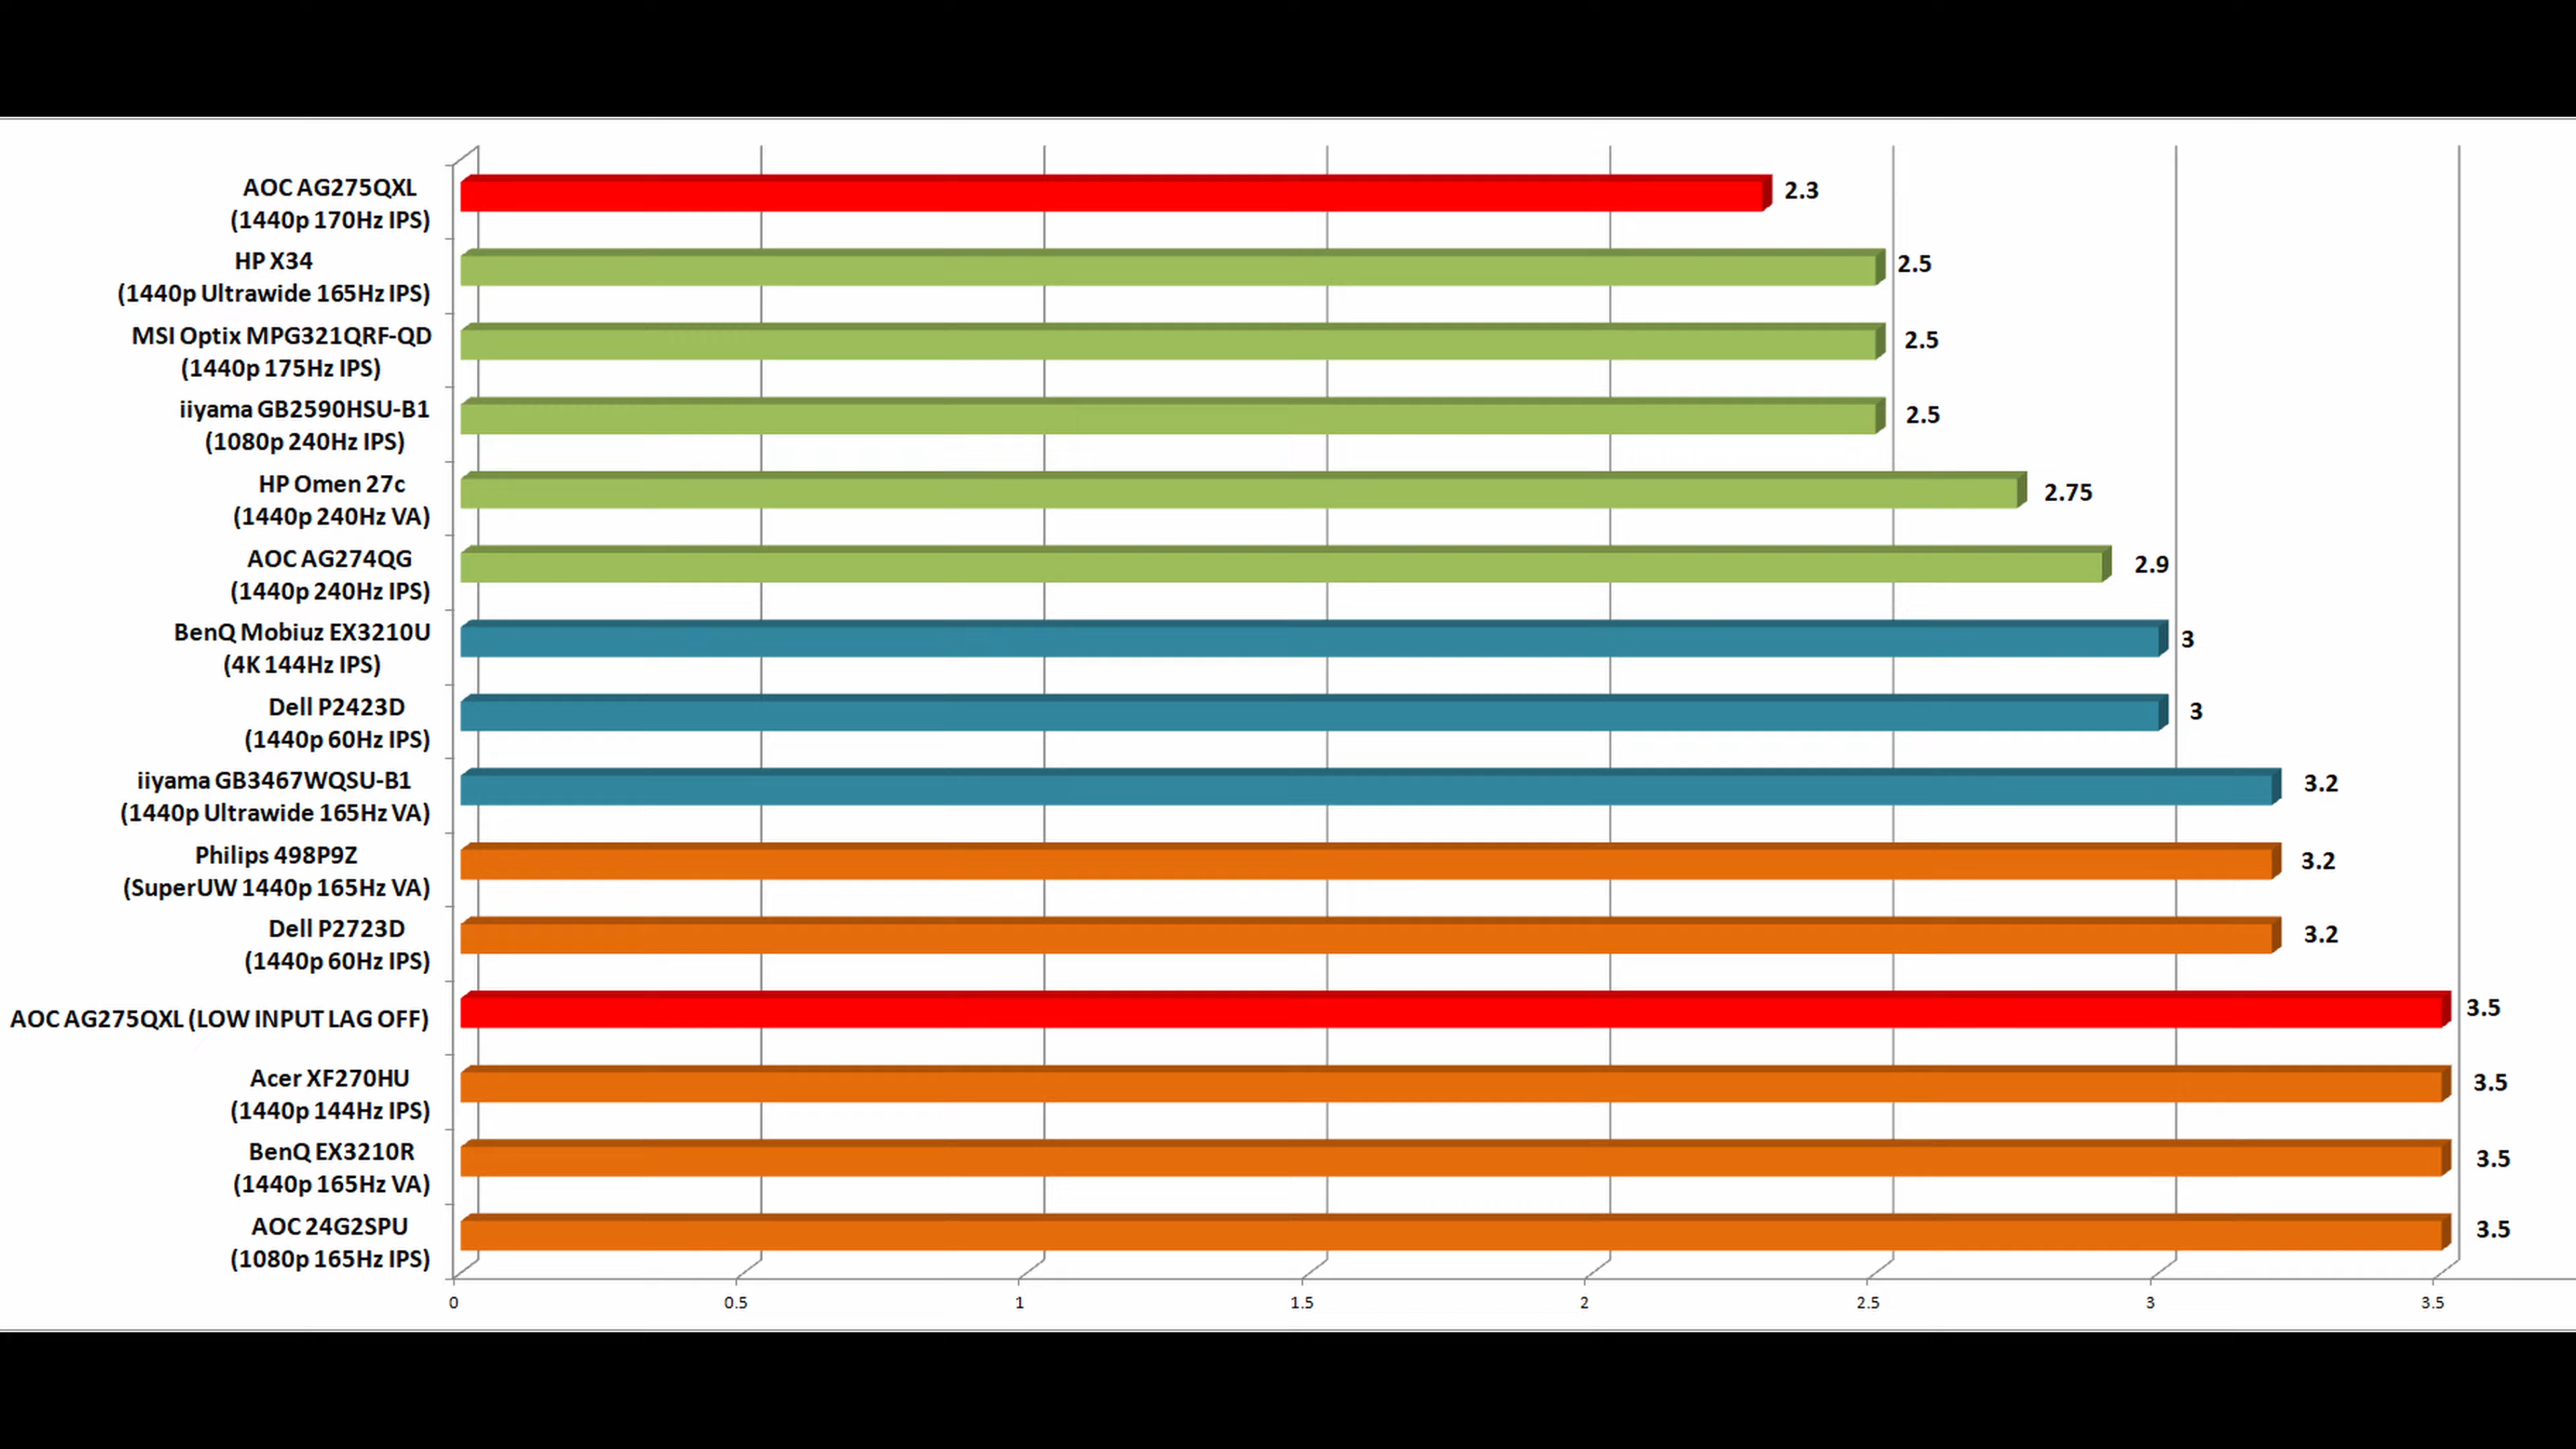 AOC AG275QXL
(1440p 170Hz IPS)
2.3
HP X34
(1440p Ultrawide 165Hz IPS)
2.5
MSI Optix MPG321QRF-QD
(1440p 175Hz IPS)
2.5
iiyama GB2590HSU-B1
(1080p 240Hz IPS)
2.5
HP Omen 27c
(1440p 240Hz VA)
2.75
AOC AG274QG
(1440p 240Hz IPS)
2.9
BenQ Mobiuz EX3210U
(4K 144Hz IPS)
3
Dell P2423D
(1440p 60Hz IPS)
3
iiyama GB3467WQSU-B1
(1440p Ultrawide 165Hz VA)
3.2
Philips 498P9Z
(SuperUW 1440p 165Hz VA)
3.2
Dell P2723D
(1440p 60Hz IPS)
3.2
AOC AG275QXL (LOW INPUT LAG OFF)
3.5
Acer XF270HU
(1440p 144Hz IPS)
3.5
BenQ EX3210R
(1440p 165Hz VA)
3.5
AOC 24G2SPU
(1080p 165Hz IPS)
3.5
0 0.5 1 1.5 2 2.5 3 3.5